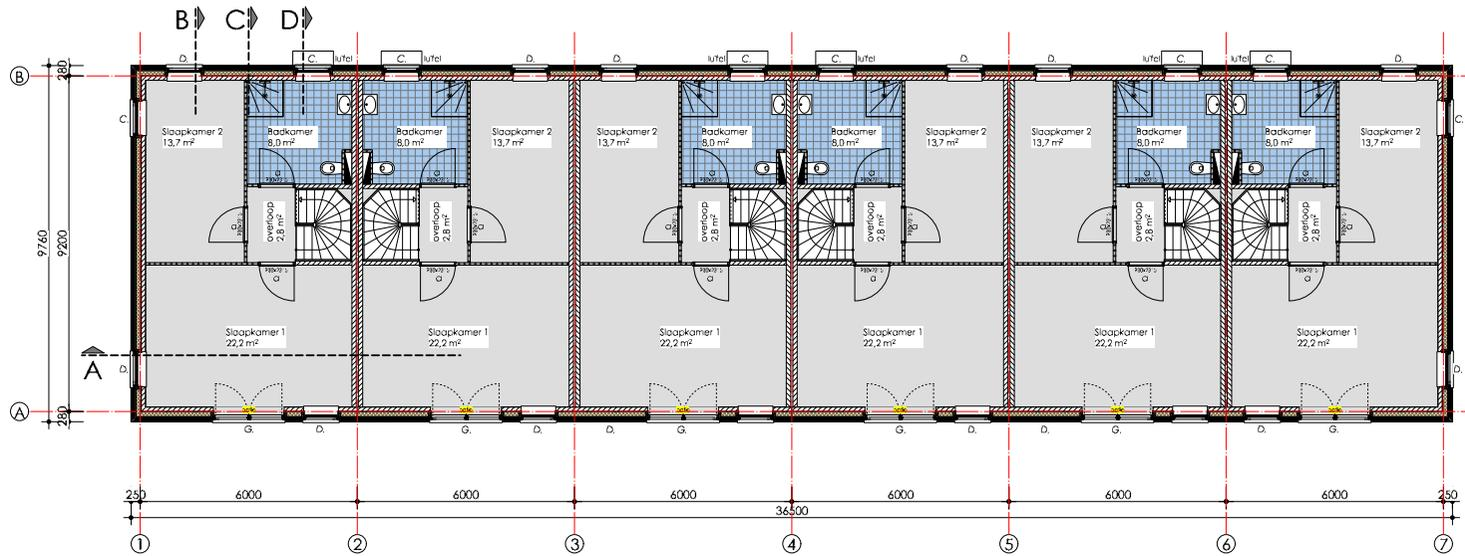 B C D
D. C. luifel C. luifel D. D. luifel C. C. luifel D. D. luifel C. luifel C. D.
B
280
C. C.
Slaapkamer 2 Badkamer Badkamer Slaapkamer 2 Slaapkamer 2 Badkamer Badkamer Slaapkamer 2 Slaapkamer 2 Badkamer Badkamer Slaapkamer 2
13,7 m² 8,0 m² 8,0 m² 13,7 m² 13,7 m² 8,0 m² 8,0 m² 13,7 m² 13,7 m² 8,0 m² 8,0 m² 13,7 m²
overloop overloop overloop overloop overloop overloop
2,8 m² 2,8 m² 2,8 m² 2,8 m² 2,8 m² 2,8 m²
9760 9200
Slaapkamer 1 Slaapkamer 1 Slaapkamer 1 Slaapkamer 1 Slaapkamer 1 Slaapkamer 1
22,2 m² 22,2 m² 22,2 m² 22,2 m² 22,2 m² 22,2 m²
A D. D.
A
280
G. D. G. D. D. G. G. D. D. G. D. G.
250 6000 6000 6000 6000 6000 6000 250
36500
1 2 3 4 5 6 7